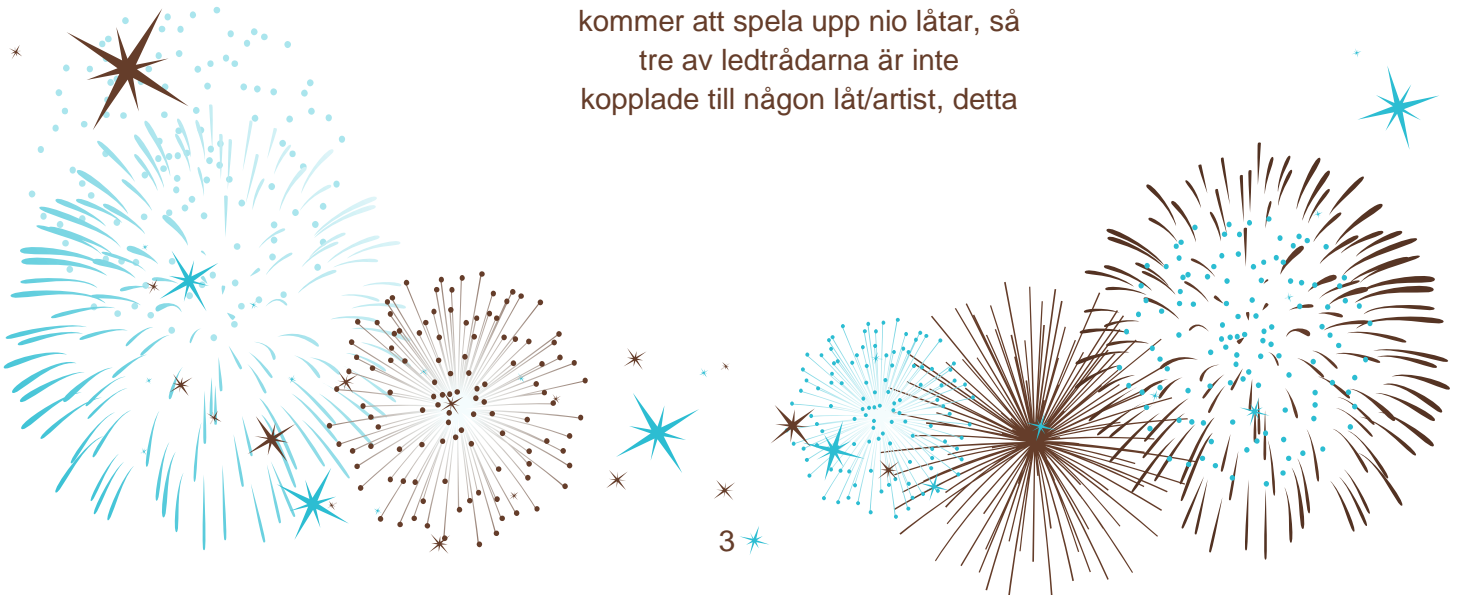 kommer att spela upp nio låtar, så
tre av ledtrådarna är inte
kopplade till någon låt/artist, detta
3